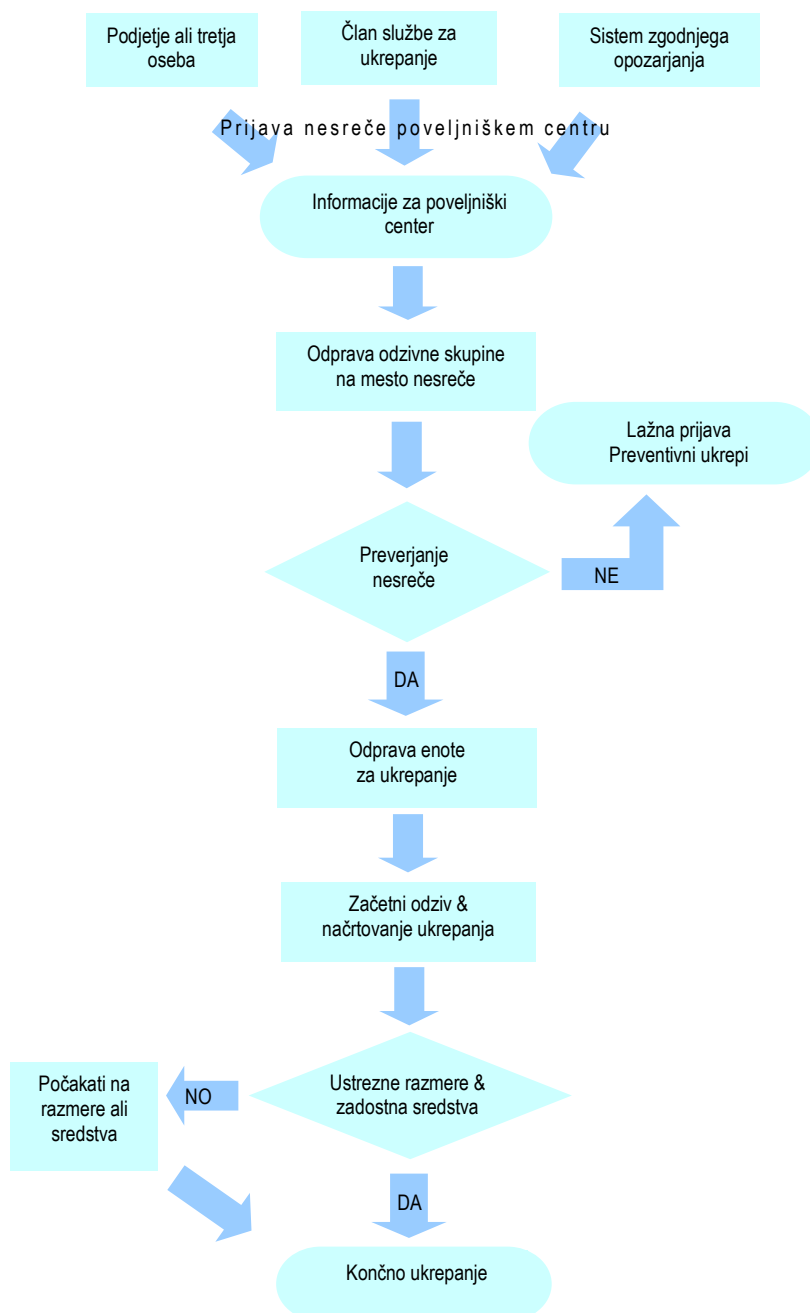 Podjetje ali tretja
oseba
Član službe za
ukrepanje
Sistem zgodnjega
opozarjanja
Prijava nesreče poveljniškem centru
Informacije za poveljniški
center
Odprava odzivne skupine
na mesto nesreče
Lažna prijava
Preventivni ukrepi
Preverjanje
nesreče
NE
DA
Odprava enote
za ukrepanje
Začetni odziv &
načrtovanje ukrepanja
Ustrezne razmere &
zadostna sredstva
NO
Počakati na
razmere ali
sredstva
DA
Končno ukrepanje